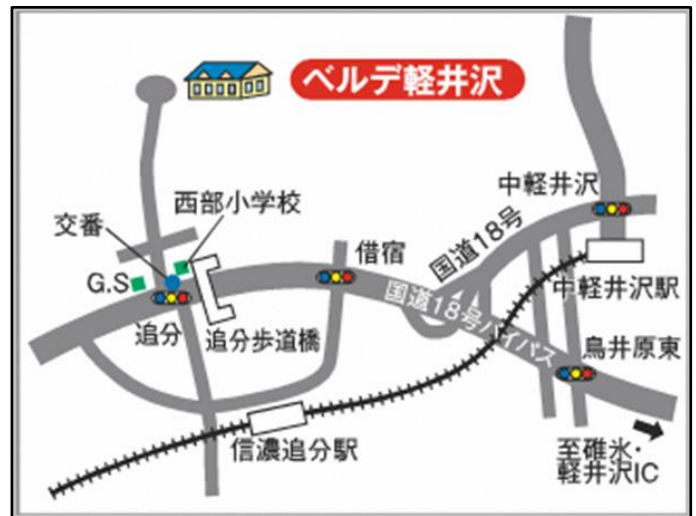 ベルデ軽井沢
中軽井沢
西部小学校
交番
国道18号
借宿
G.S
国道18号バイパス
中軽井沢駅
追分
追分歩道橋
鳥井原東
信濃追分駅
至碓氷・
軽井沢IC